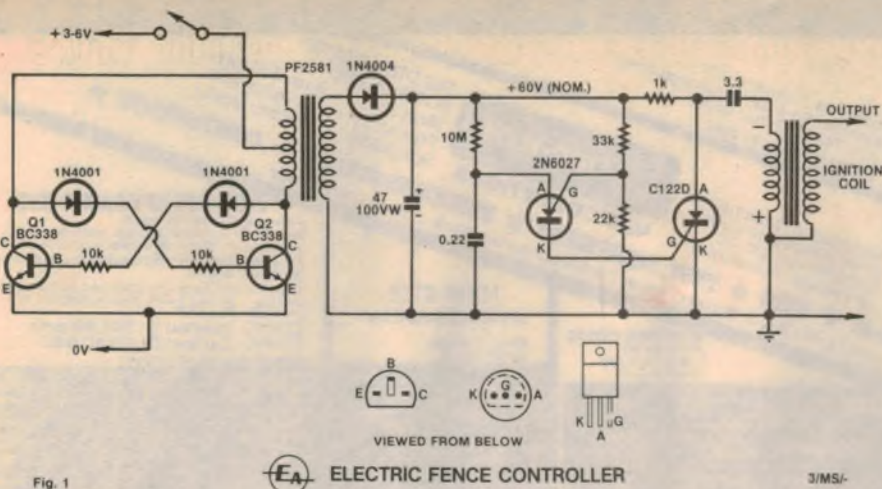 + 3-6V
PF2581
1N4004
+60V (NOM.)
1k
3.3
OUTPUT
10M
33k
2N6027
C122D
IGNITION
COIL
1N4001
1N4001
Q1
BC338
Q2
BC338
10k
10k
47
100VW
0.22
22k
A
G
K
A
G
K
C
B
E
C
B
E
+
-
-
+
0V
B
E
C
K
G
A
K
G
A
VIEWED FROM BELOW
Fig. 1
EA
ELECTRIC FENCE CONTROLLER
3/MS/-